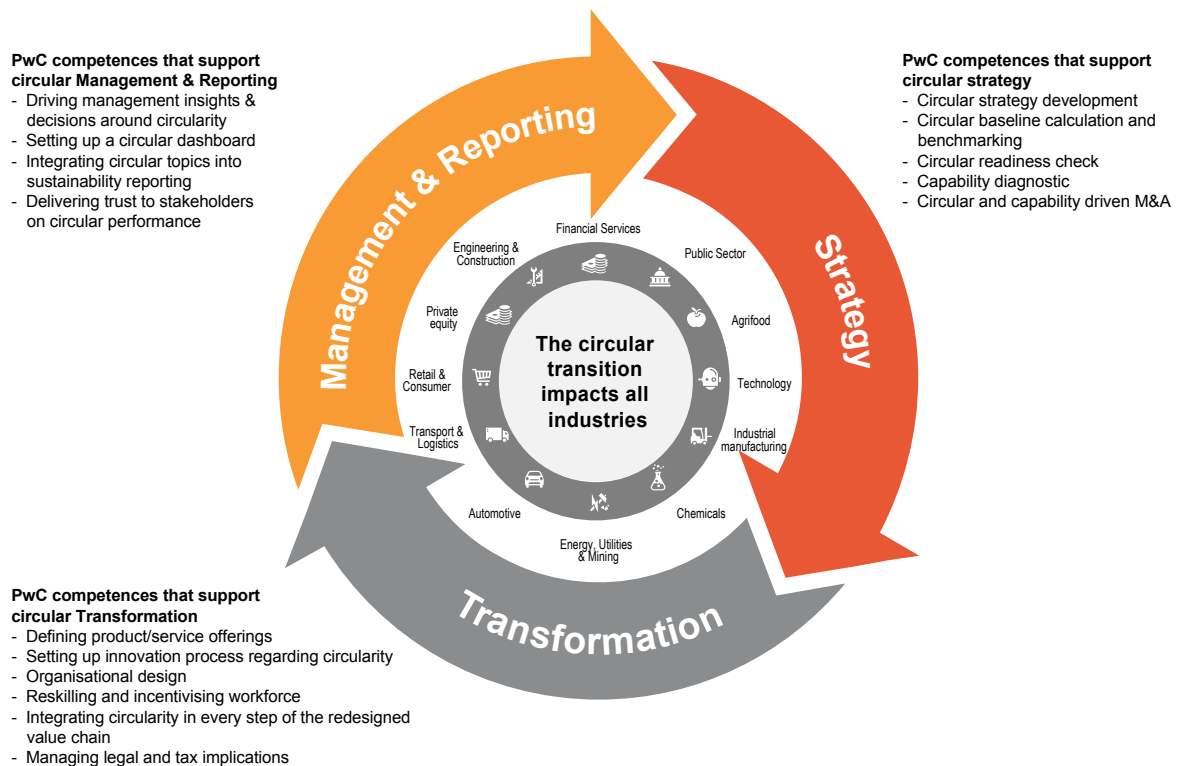 PwC competences that support
circular Management & Reporting
- Driving management insights &
decisions around circularity
- Setting up a circular dashboard
- Integrating circular topics into
sustainability reporting
- Delivering trust to stakeholders
on circular performance
PwC competences that support
circular strategy
- Circular strategy development
- Circular baseline calculation and
benchmarking
- Circular readiness check
- Capability diagnostic
- Circular and capability driven M&A
Management & Reporting
Strategy
Transformation
Financial Services
Public Sector
Agrifood
Technology
Industrial
manufacturing
Chemicals
Energy, Utilities
& Mining
Automotive
Transport &
Logistics
Retail &
Consumer
Private
equity
Engineering &
Construction
The circular
transition
impacts all
industries
PwC competences that support
circular Transformation
- Defining product/service offerings
- Setting up innovation process regarding circularity
- Organisational design
- Reskilling and incentivising workforce
- Integrating circularity in every step of the redesigned
value chain
- Managing legal and tax implications